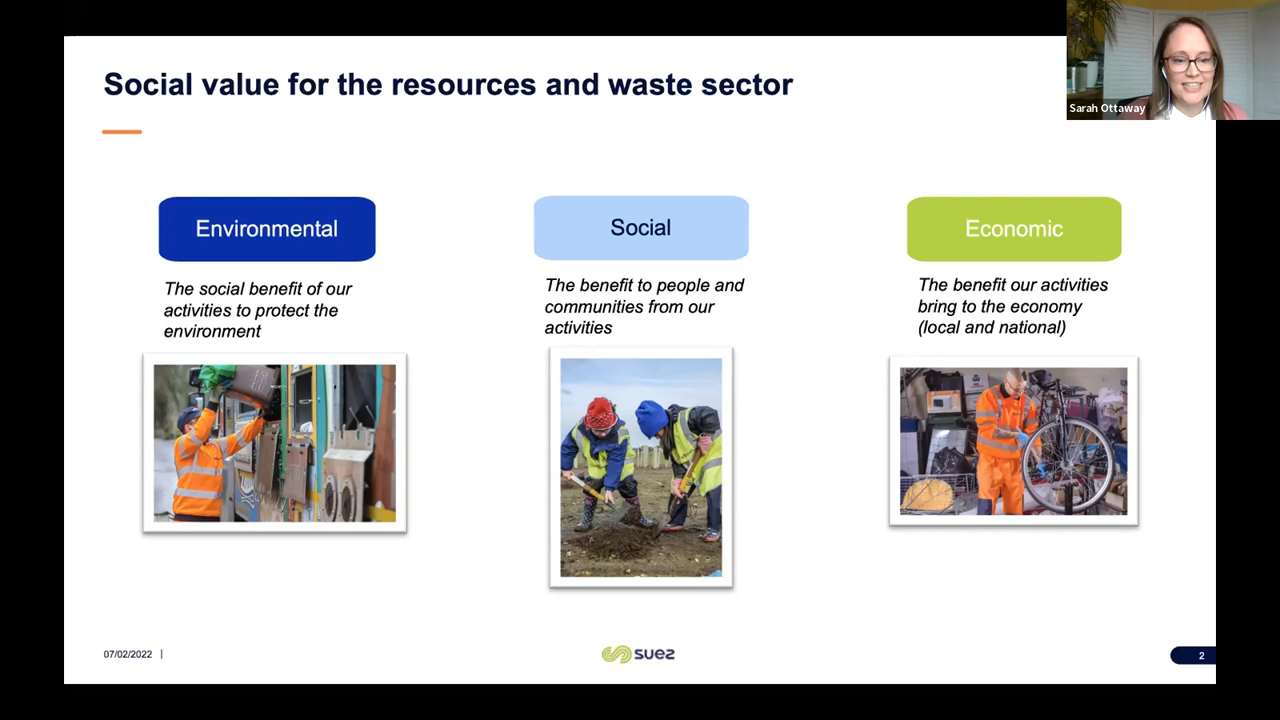 Social value for the resources and waste sector
Sarah Ottaway
Environmental
The social benefit of our
activities to protect the
environment
Social
The benefit to people and
communities from our
activities
Economic
The benefit our activities
bring to the economy
(local and national)
07/02/2022 |
suez
2